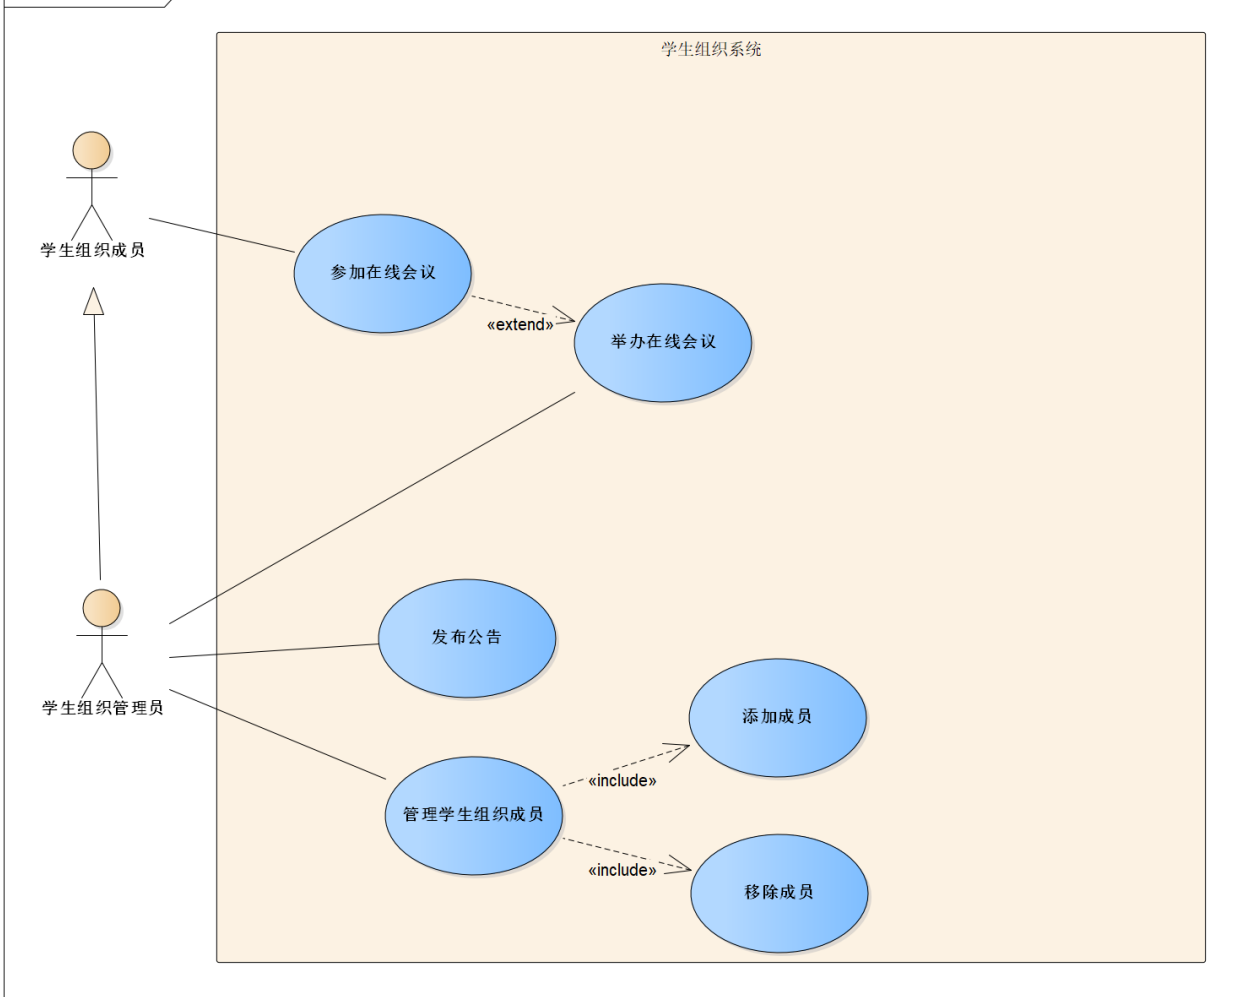 学生组织系统
学生组织成员
参加在线会议
«extend»
举办在线会议
发布公告
学生组织管理员
添加成员
«include»
管理学生组织成员
«include»
移除成员